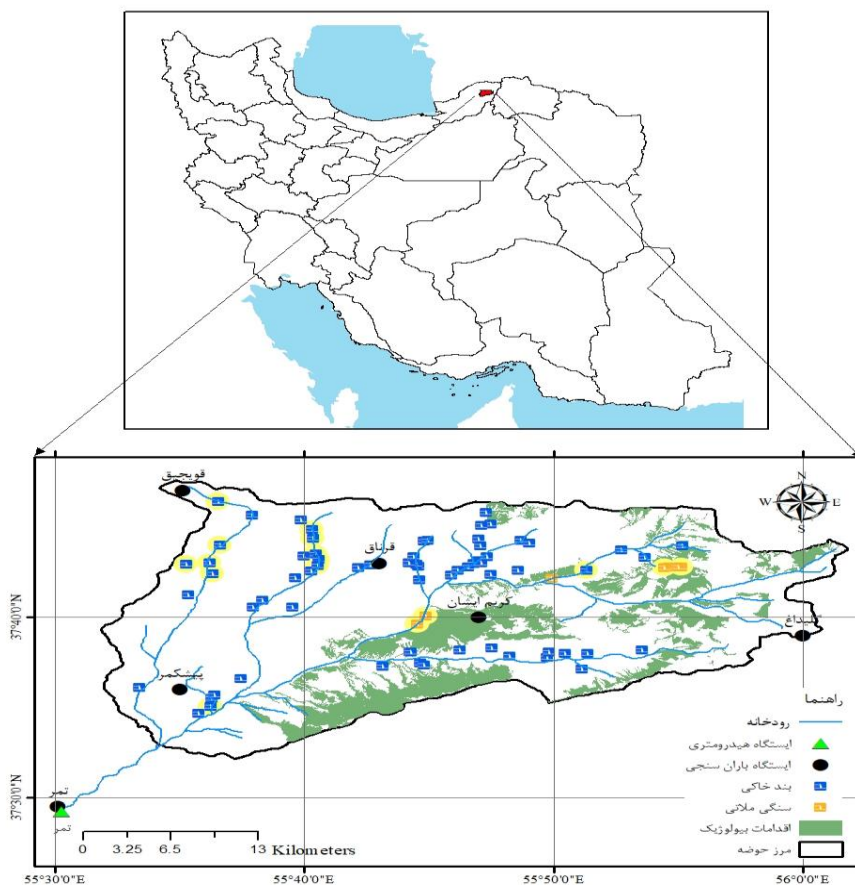 قویجیق
N
W E
S
قرناق
37°40'0"N
کریم ایشان
گلیداغ
پیشکمر
راهنما
رودخانه
ایستگاه هیدرومتری
ایستگاه باران سنجی
بند خاکی
سنگی ملاتی
اقدامات بیولوژیک
مرز حوضه
37°30'0"N
تمر
تمر
0 3.25 6.5 13 Kilometers
55°30'0"E 55°40'0"E 55°50'0"E 56°0'0"E